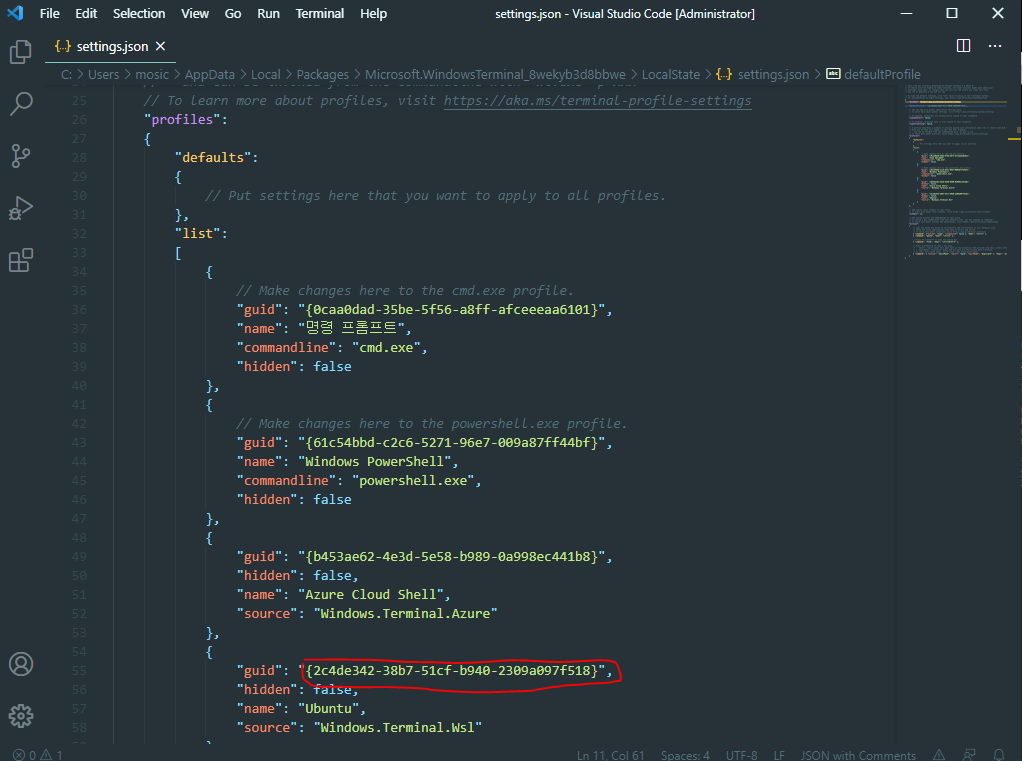 File Edit Selection View Go Run Terminal Help settings.json - Visual Studio Code [Administrator]
{..} settings.json
C: > Users > mosic > AppData > Local > Packages > Microsoft.WindowsTerminal_8wekyb3d8bbwe > LocalState > {..} settings.json > abc defaultProfile
25 // To learn more about profiles, visit https://aka.ms/terminal-profile-settings
26 "profiles":
27 {
28 "defaults":
29 {
30 // Put settings here that you want to apply to all profiles.
31 },
32 "list":
33 [
34 {
35 // Make changes here to the cmd.exe profile.
36 "guid": "{0caa0dad-35be-5f56-a8ff-afceeeaa6101}",
37 "name": "명령 프롬프트",
38 "commandline": "cmd.exe",
39 "hidden": false
40 },
41 {
42 // Make changes here to the powershell.exe profile.
43 "guid": "{61c54bbd-c2c6-5271-96e7-009a87ff44bf}",
44 "name": "Windows PowerShell",
45 "commandline": "powershell.exe",
46 "hidden": false
47 },
48 {
49 "guid": "{b453ae62-4e3d-5e58-b989-0a998ec441b8}",
50 "hidden": false,
51 "name": "Azure Cloud Shell",
52 "source": "Windows.Terminal.Azure"
53 },
54 {
55 "guid": "{2c4de342-38b7-51cf-b940-2309a097f518}",
56 "hidden": false,
57 "name": "Ubuntu",
58 "source": "Windows.Terminal.Wsl"
0 1 Ln 11, Col 61 Spaces: 4 UTF-8 LF JSON with Comments